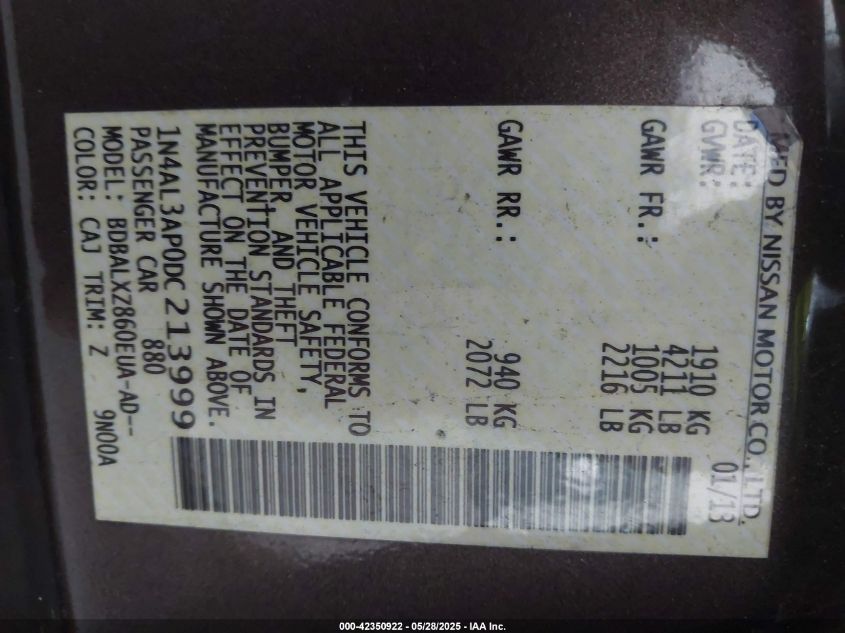 MFD BY NISSAN MOTOR CO., LTD.
DATE: 01/13
GVWR: 1910 KG
4211 LB
GAWR FR.: 1005 KG
2216 LB
GAWR RR.: 940 KG
2072 LB
THIS VEHICLE CONFORMS TO
ALL APPLICABLE FEDERAL
MOTOR VEHICLE SAFETY,
BUMPER, AND THEFT
PREVENTION STANDARDS IN
EFFECT ON THE DATE OF
MANUFACTURE SHOWN ABOVE.
1N4AL3AP0DC213999
PASSENGER CAR 880
MODEL: BDBALXZ860EUA-AD--
COLOR: CAJ TRIM: Z 9N00A
000-42350922 - 05/28/2025 - IAA Inc.